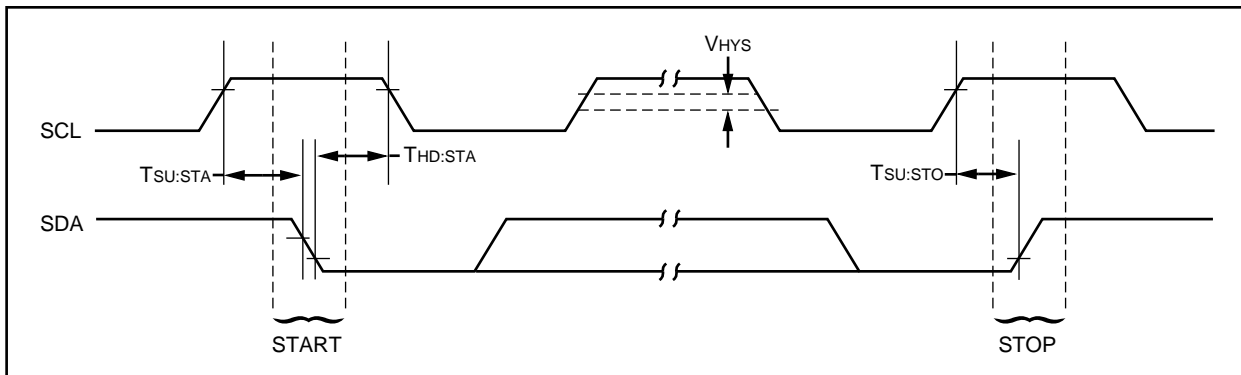 VHYS
SCL
THD:STA
TSU:STA
TSU:STO
SDA
START
STOP